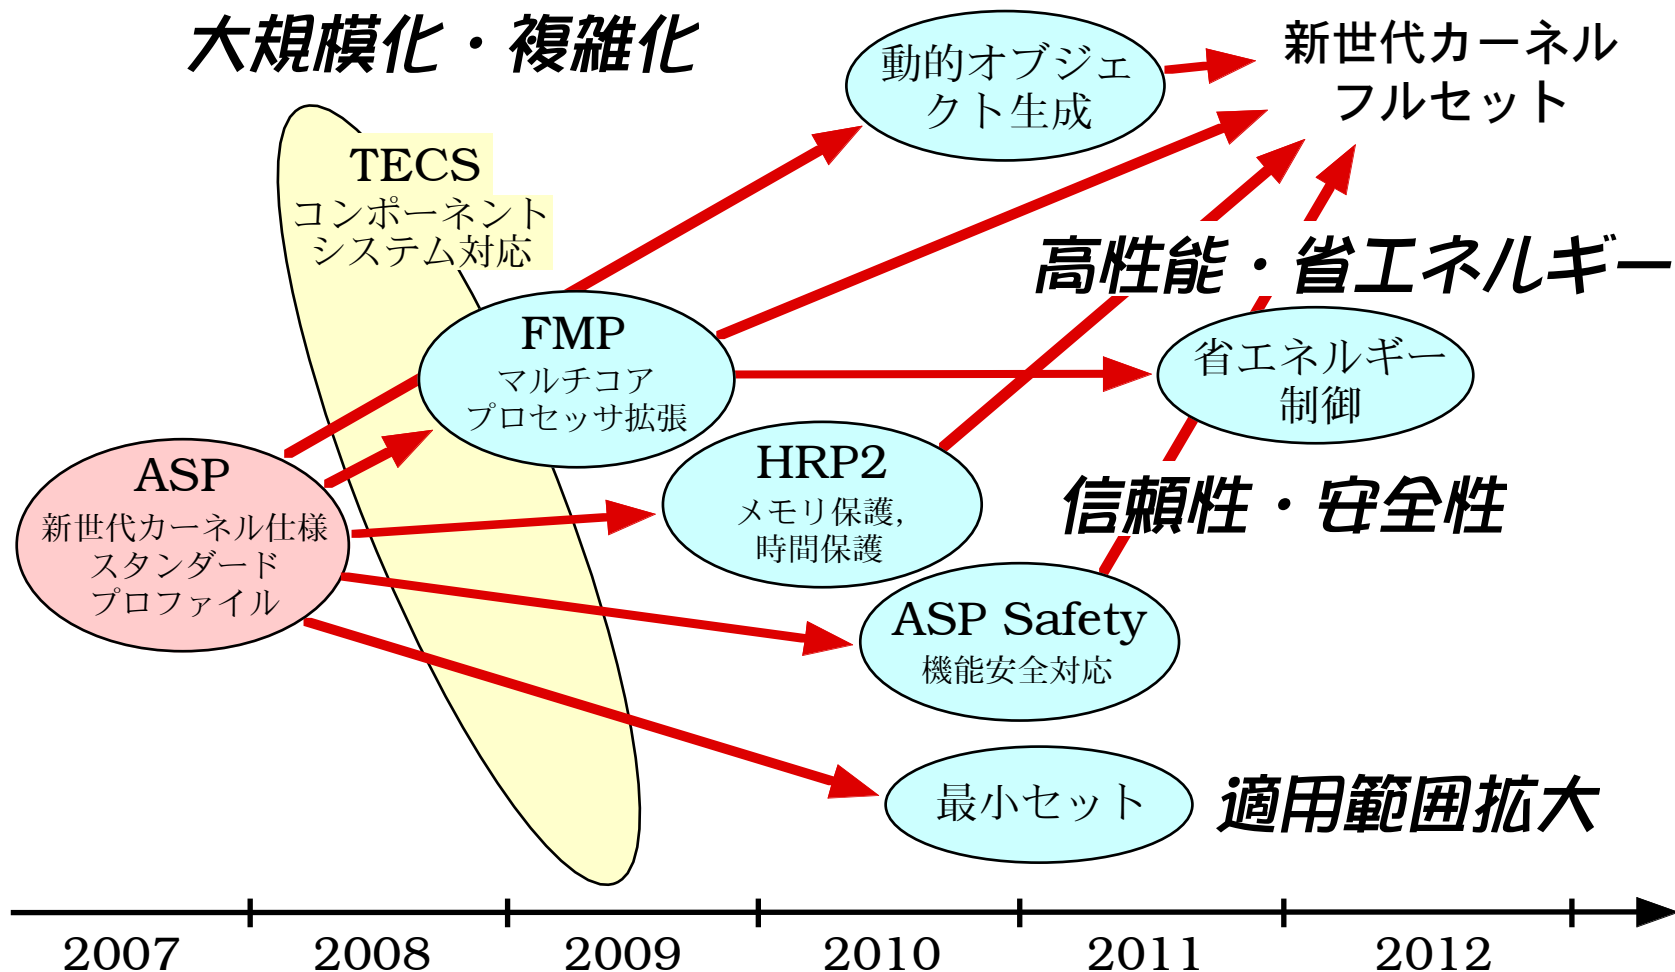 大規模化・複雑化
動的オブジェ
クト生成
新世代カーネル
フルセット
TECS
コンポーネント
システム対応
高性能・省エネルギー
FMP
マルチコア
プロセッサ拡張
省エネルギー
制御
ASP
新世代カーネル仕様
スタンダード
プロファイル
HRP2
メモリ保護,
時間保護
信頼性・安全性
ASP Safety
機能安全対応
最小セット
適用範囲拡大
2007 2008 2009 2010 2011 2012